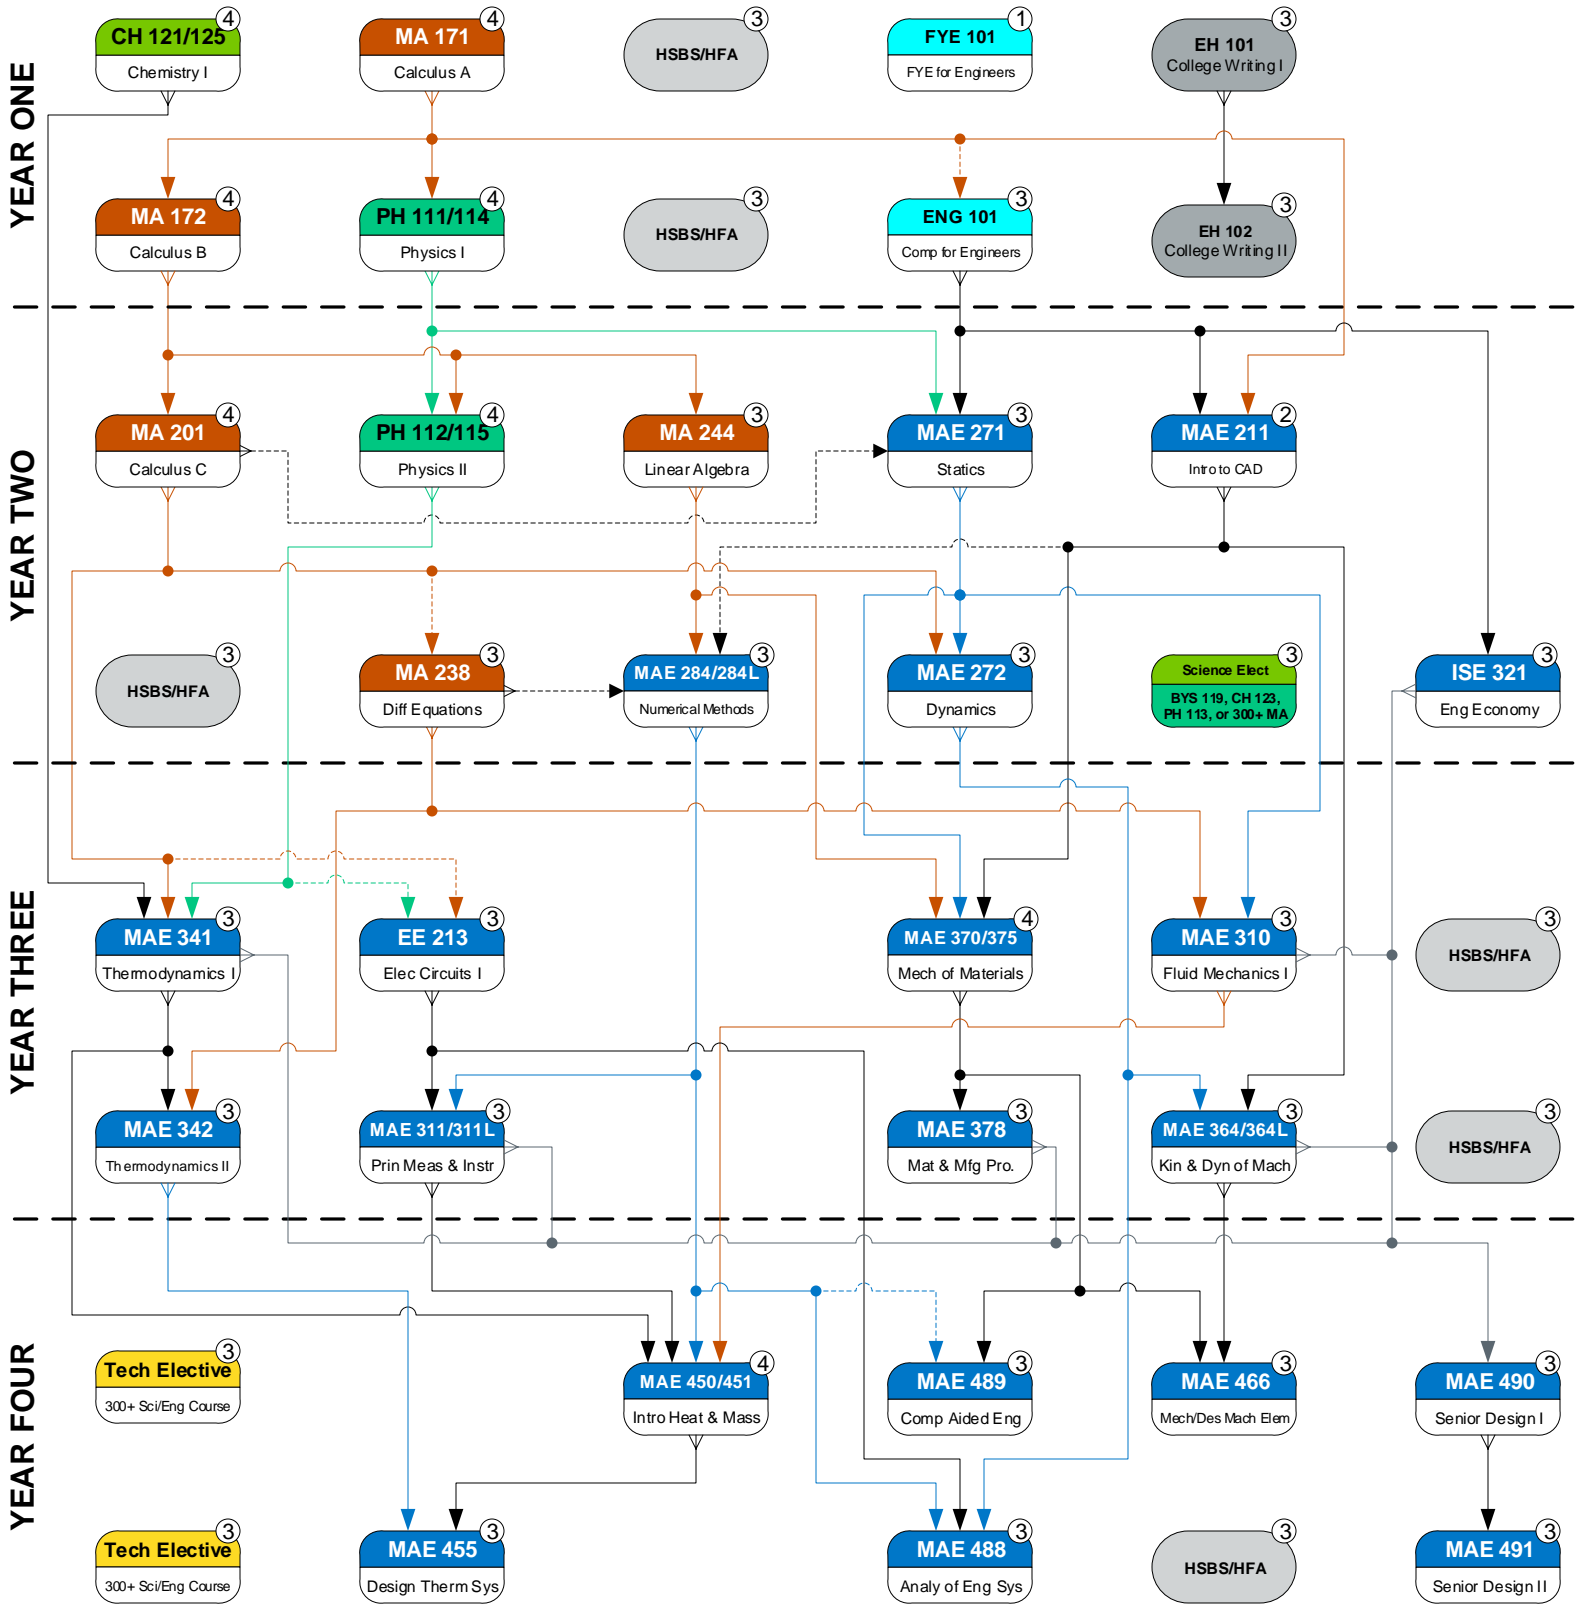 YEAR ONE
4
CH 121/125
Chemistry I
4
MA 171
Calculus A
3
HSBS/HFA
1
FYE 101
FYE for Engineers
3
EH 101
College Writing I
4
MA 172
Calculus B
4
PH 111/114
Physics I
3
HSBS/HFA
3
ENG 101
Comp for Engineers
3
EH 102
College Writing II
YEAR TWO
4
MA 201
Calculus C
4
PH 112/115
Physics II
3
MA 244
Linear Algebra
3
MAE 271
Statics
2
MAE 211
Intro to CAD
3
HSBS/HFA
3
MA 238
Diff Equations
3
MAE 284/284L
Numerical Methods
3
MAE 272
Dynamics
3
Science Elect
BYS 119, CH 123,
PH 113, or 300+ MA
3
ISE 321
Eng Economy
YEAR THREE
3
MAE 341
Thermodynamics I
3
EE 213
Elec Circuits I
4
MAE 370/375
Mech of Materials
3
MAE 310
Fluid Mechanics I
3
HSBS/HFA
3
MAE 342
Thermodynamics II
3
MAE 311/311L
Prin Meas & Instr
3
MAE 378
Mat & Mfg Pro.
3
MAE 364/364L
Kin & Dyn of Mach
3
HSBS/HFA
YEAR FOUR
3
Tech Elective
300+ Sci/Eng Course
4
MAE 450/451
Intro Heat & Mass
3
MAE 489
Comp Aided Eng
3
MAE 466
Mech/Des Mach Elem
3
MAE 490
Senior Design I
3
Tech Elective
300+ Sci/Eng Course
3
MAE 455
Design Therm Sys
3
MAE 488
Analy of Eng Sys
3
HSBS/HFA
3
MAE 491
Senior Design II